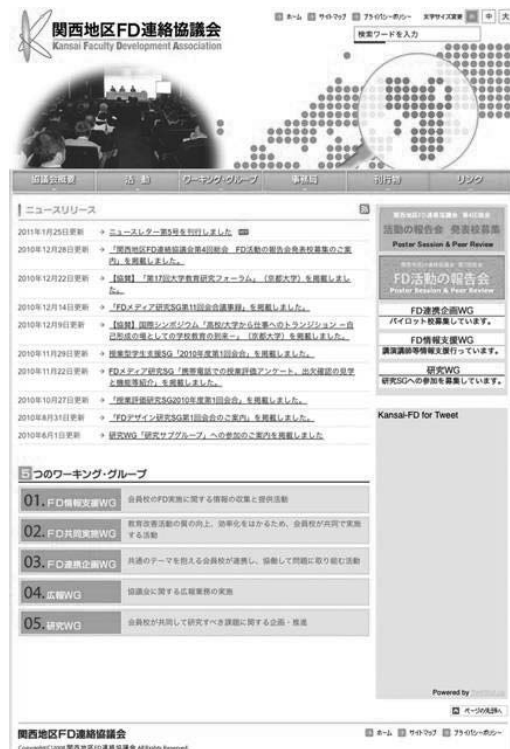 ホーム サイトマップ プライバシーポリシー 文字サイズ変更 中 大
関西地区FD連絡協議会
Kansai Faculty Development Association
検索ワードを入力
協議会概要 活動 ワーキング・グループ 事務局 刊行物 リンク
ニュースリリース
2011年1月25日更新 ニュースレター第5号を刊行しました
2010年12月28日更新 「関西地区FD連絡協議会第4回総会 FD活動の報告会発表校募集のご案
内」を掲載しました。
2010年12月22日更新 【協賛】「第17回大学教育研究フォーラム」（京都大学）を掲載しまし
た。
2010年12月14日更新 「FDメディア研究SG第11回会合議事録」を掲載しました。
2010年12月9日更新 【協賛】国際シンポジウム「高校/大学から仕事へのトランジション －自
己形成の場としての学校教育の到来－」（京都大学）を掲載しました。
2010年11月29日更新 授業型学生支援SG「2010年度第1回会合」を掲載しました。
2010年11月22日更新 FDメディア研究SG「携帯電話での授業評価アンケート、出欠確認の見学
と機能等紹介」を掲載しました。
2010年10月27日更新 「授業評価研究SG2010年度第1回会合」を掲載しました。
2010年8月31日更新 「FDデザイン研究SG第1回会合のご案内」を掲載しました。
2010年6月1日更新 研究WG「研究サブグループ」への参加のご案内を掲載しました
関西地区FD連絡協議会 第4回総会
活動の報告会 発表校募集
Poster Session & Peer Review
FD活動の報告会
Poster Session & Peer Review
FD連携企画WG
パイロット校募集しています。
FD情報支援WG
講演講師等情報支援行っています。
研究WG
研究SGへの参加を募集しています。
Kansai-FD for Tweet
5つのワーキング・グループ
01. FD情報支援WG 会員校のFD実施に関する情報の収集と提供活動
02. FD共同実施WG 教育改善活動の質の向上、効率化をはかるため、会員校が共同で実施
する活動
03. FD連携企画WG 共通のテーマを抱える会員校が連携し、協働して問題に取り組む活動
04. 広報WG 協議会に関する広報業務の実施
05. 研究WG 会員校が共同して研究すべき課題に関する企画・推進
Powered by
ページの先頭へ
関西地区FD連絡協議会
ホーム サイトマップ プライバシーポリシー
Copyright©2008 関西地区FD連絡協議会 All Rights Reserved.